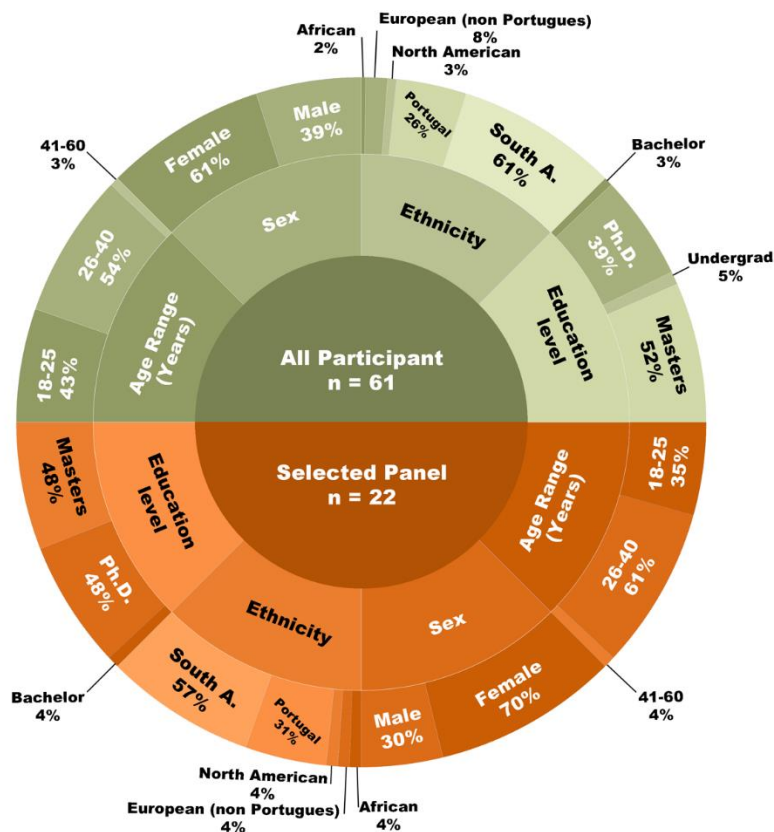 African
2%
European (non Portugues)
8%
North American
3%
Portugal
26%
South A.
61%
Male
39%
Female
61%
41-60
3%
26-40
54%
18-25
43%
Sex
Ethnicity
Age Range
(Years)
Education
level
Bachelor
3%
Ph.D.
39%
Undergrad
5%
Masters
52%
All Participant
n = 61
Selected Panel
n = 22
Masters
48%
Ph.D.
48%
Bachelor
4%
Education
level
Ethnicity
Sex
Age Range
(Years)
18-25
35%
26-40
61%
41-60
4%
Female
70%
Male
30%
South A.
57%
Portugal
31%
North American
4%
European (non Portugues)
4%
African
4%